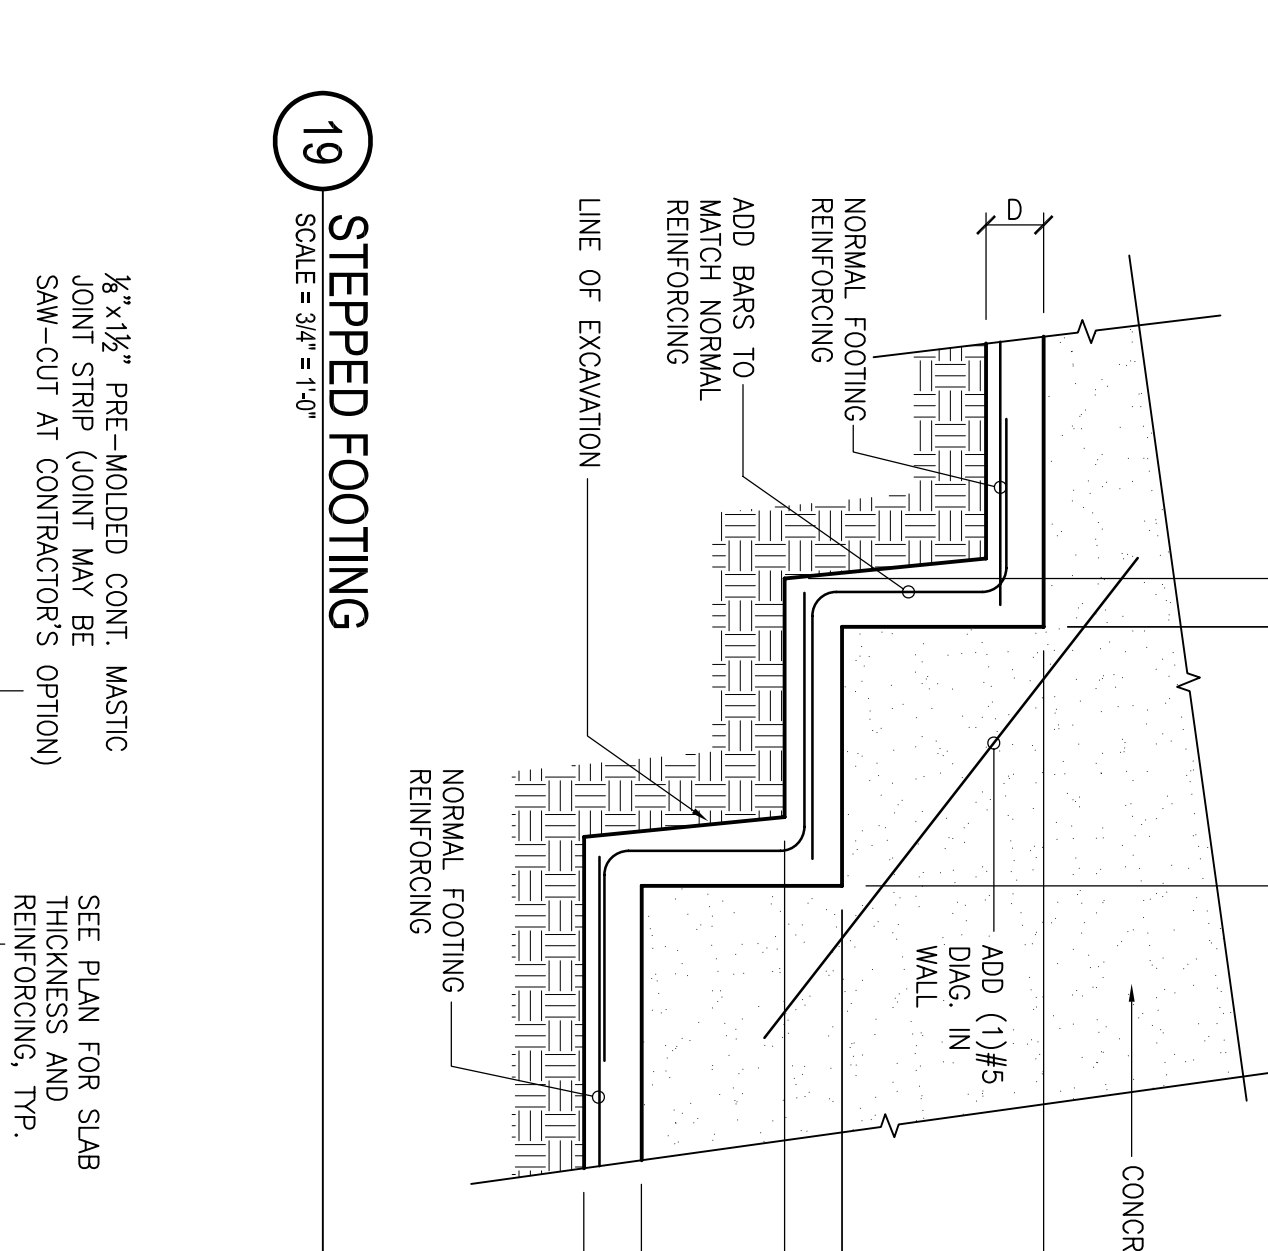 D
NORMAL FOOTING
REINFORCING
ADD BARS TO
MATCH NORMAL
REINFORCING
LINE OF EXCAVATION
NORMAL FOOTING
REINFORCING
ADD (1)#5
DIAG. IN
WALL
CONCR
19
STEPPED FOOTING
SCALE = 3/4" = 1'-0"
⅛"x1½" PRE-MOLDED CONT. MASTIC
JOINT STRIP (JOINT MAY BE
SAW-CUT AT CONTRACTOR'S OPTION)
SEE PLAN FOR SLAB
THICKNESS AND
REINFORCING, TYP.